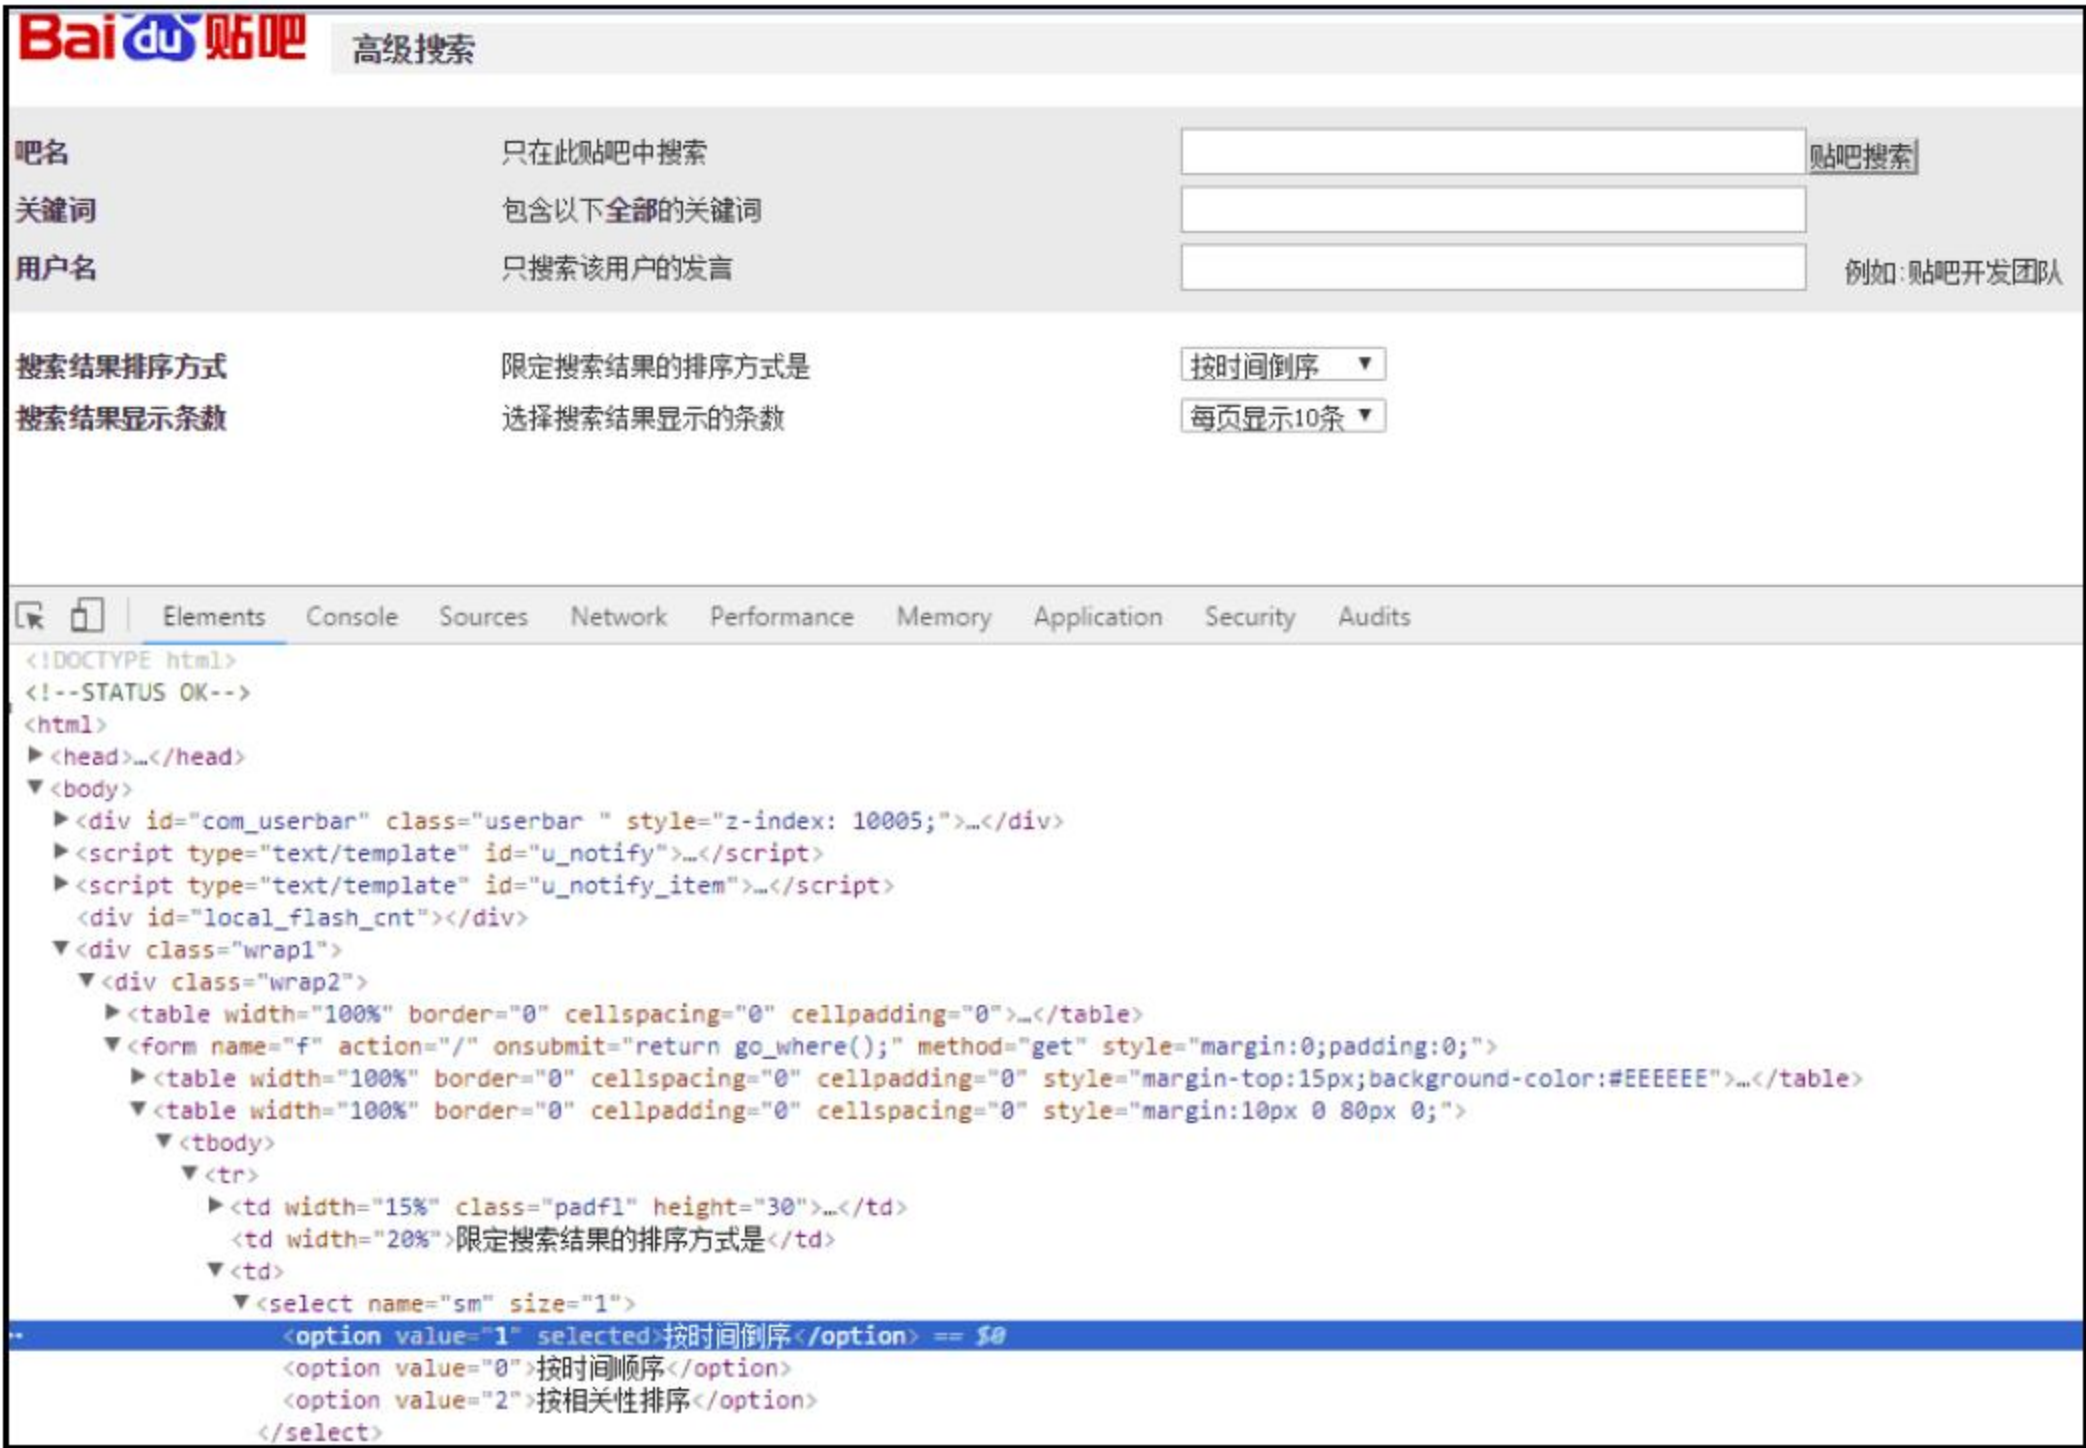 Bai du 贴吧 高级搜索
吧名 只在此贴吧中搜索 贴吧搜索
关键词 包含以下全部的关键词
用户名 只搜索该用户的发言 例如:贴吧开发团队
搜索结果排序方式 限定搜索结果的排序方式是 按时间倒序 ▼
搜索结果显示条数 选择搜索结果显示的条数 每页显示10条 ▼
Elements Console Sources Network Performance Memory Application Security Audits
<!DOCTYPE html>
<!--STATUS OK-->
<html>
▶<head>…</head>
▼<body>
▶<div id="com_userbar" class="userbar " style="z-index: 10005;">…</div>
▶<script type="text/template" id="u_notify">…</script>
▶<script type="text/template" id="u_notify_item">…</script>
<div id="local_flash_cnt"></div>
▼<div class="wrap1">
▼<div class="wrap2">
▶<table width="100%" border="0" cellspacing="0" cellpadding="0">…</table>
▼<form name="f" action="/" onsubmit="return go_where();" method="get" style="margin:0;padding:0;">
▶<table width="100%" border="0" cellspacing="0" cellpadding="0" style="margin-top:15px;background-color:#EEEEEE">…</table>
▼<table width="100%" border="0" cellpadding="0" cellspacing="0" style="margin:10px 0 80px 0;">
▼<tbody>
▼<tr>
▶<td width="15%" class="padfl" height="30">…</td>
<td width="20%">限定搜索结果的排序方式是</td>
▼<td>
▼<select name="sm" size="1">
<option value="1" selected>按时间倒序</option> == $0
<option value="0">按时间顺序</option>
<option value="2">按相关性排序</option>
</select>